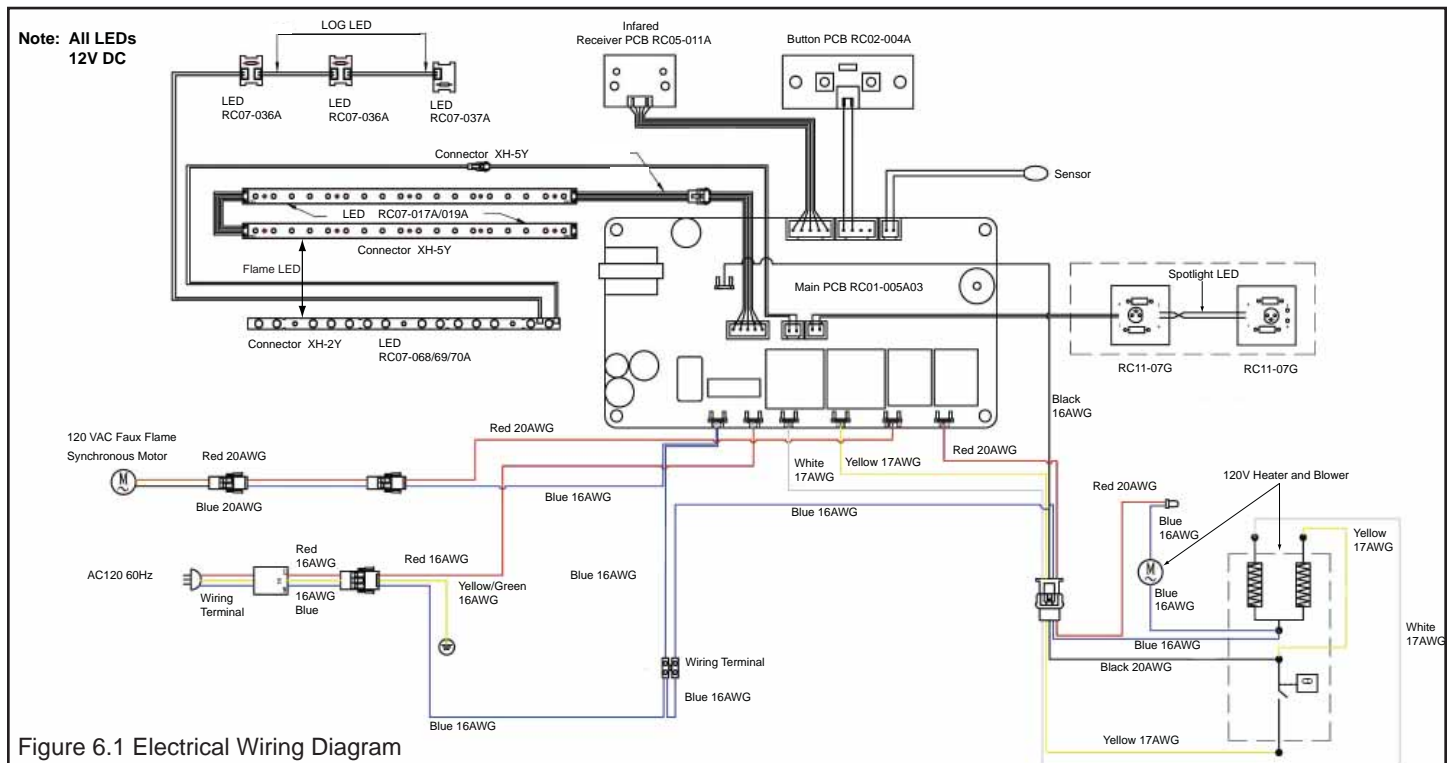 Note: All LEDs
12V DC
LOG LED
LED
RC07-036A
LED
RC07-036A
LED
RC07-037A
Infared
Receiver PCB RC05-011A
Button PCB RC02-004A
Connector XH-5Y
Sensor
LED RC07-017A/019A
Connector XH-5Y
Flame LED
Main PCB RC01-005A03
Spotlight LED
Connector XH-2Y
LED
RC07-068/69/70A
RC11-07G
RC11-07G
Black
16AWG
120 VAC Faux Flame
Synchronous Motor
M
Red 20AWG
Red 20AWG
Blue 20AWG
Blue 16AWG
White
17AWG
Yellow 17AWG
Red 20AWG
Red 20AWG
120V Heater and Blower
Blue 16AWG
Blue
16AWG
M
Blue
16AWG
Yellow
17AWG
AC120 60Hz
Wiring
Terminal
Red
16AWG
16AWG
Blue
Red 16AWG
Yellow/Green
16AWG
Blue 16AWG
Blue 16AWG
White
17AWG
Black 20AWG
Wiring Terminal
Blue 16AWG
Blue 16AWG
Yellow 17AWG
Figure 6.1 Electrical Wiring Diagram